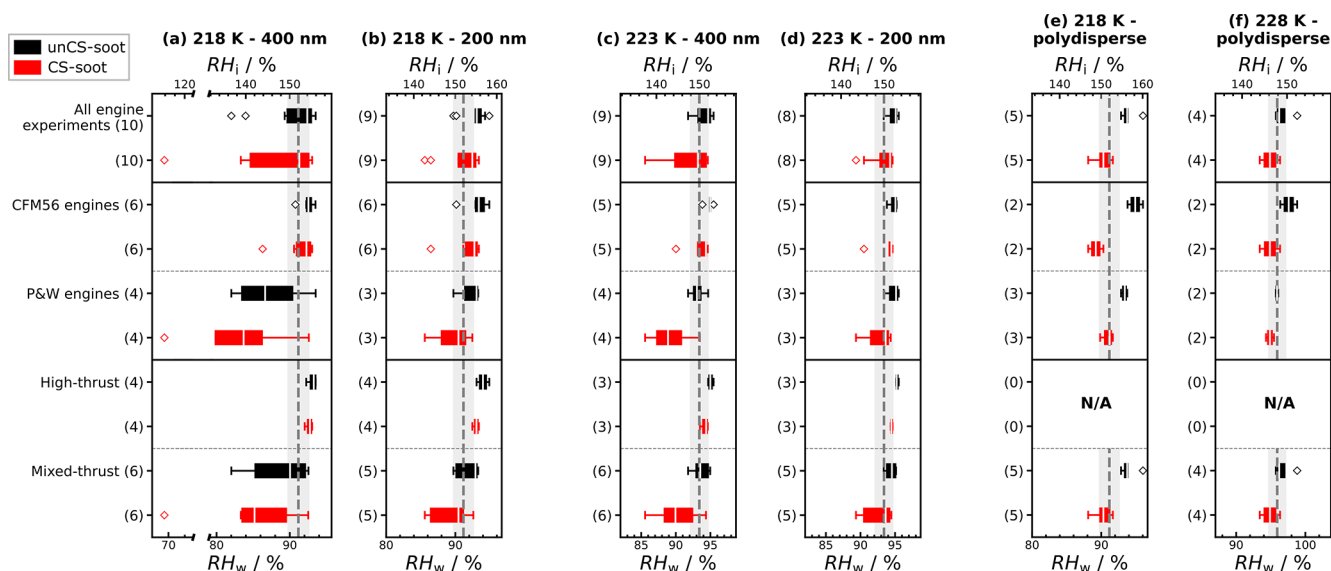 unCS-soot
CS-soot
(a) 218 K - 400 nm
(b) 218 K - 200 nm
(c) 223 K - 400 nm
(d) 223 K - 200 nm
(e) 218 K -
polydisperse
(f) 228 K -
polydisperse
RHi / %
RHi / %
RHi / %
RHi / %
RHi / %
RHi / %
120 140 150
140 150 160
140 150
140 150
140 150 160
140 150
All engine
experiments (10)
(9)
(9)
(8)
(5)
(4)
(10)
(9)
(9)
(8)
(5)
(4)
CFM56 engines (6)
(6)
(5)
(5)
(2)
(2)
(6)
(6)
(5)
(5)
(2)
(2)
P&W engines (4)
(3)
(4)
(3)
(3)
(2)
(4)
(3)
(4)
(3)
(3)
(2)
High-thrust (4)
(4)
(3)
(3)
(0)
(0)
N/A
N/A
(4)
(4)
(3)
(3)
(0)
(0)
Mixed-thrust (6)
(5)
(6)
(5)
(5)
(4)
(6)
(5)
(6)
(5)
(5)
(4)
70 80 90
80 90
85 90 95
85 90 95
80 90
90 100
RHw / %
RHw / %
RHw / %
RHw / %
RHw / %
RHw / %